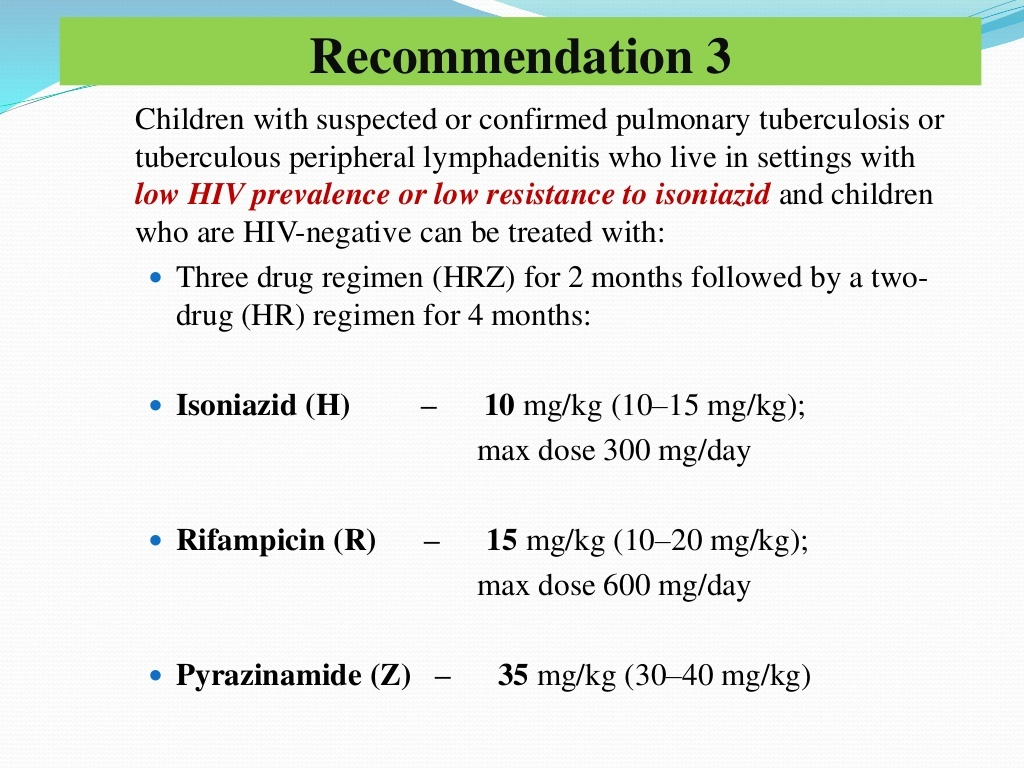 Recommendation 3
Children with suspected or confirmed pulmonary tuberculosis or
tuberculous peripheral lymphadenitis who live in settings with
low HIV prevalence or low resistance to isoniazid and children
who are HIV-negative can be treated with:
• Three drug regimen (HRZ) for 2 months followed by a two-
drug (HR) regimen for 4 months:
• Isoniazid (H) – 10 mg/kg (10–15 mg/kg);
max dose 300 mg/day
• Rifampicin (R) – 15 mg/kg (10–20 mg/kg);
max dose 600 mg/day
• Pyrazinamide (Z) – 35 mg/kg (30–40 mg/kg)